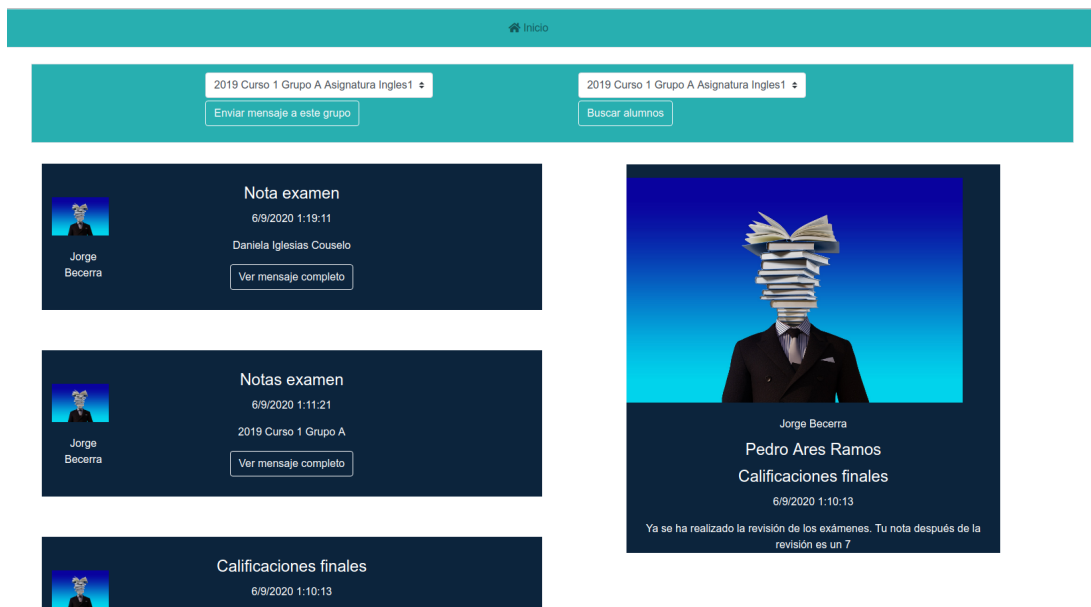 Inicio
2019 Curso 1 Grupo A Asignatura Ingles1
Enviar mensaje a este grupo
2019 Curso 1 Grupo A Asignatura Ingles1
Buscar alumnos
Jorge
Becerra
Nota examen
6/9/2020 1:19:11
Daniela Iglesias Couselo
Ver mensaje completo
Jorge
Becerra
Notas examen
6/9/2020 1:11:21
2019 Curso 1 Grupo A
Ver mensaje completo
Calificaciones finales
6/9/2020 1:10:13
Jorge Becerra
Pedro Ares Ramos
Calificaciones finales
6/9/2020 1:10:13
Ya se ha realizado la revisión de los exámenes. Tu nota después de la
revisión es un 7